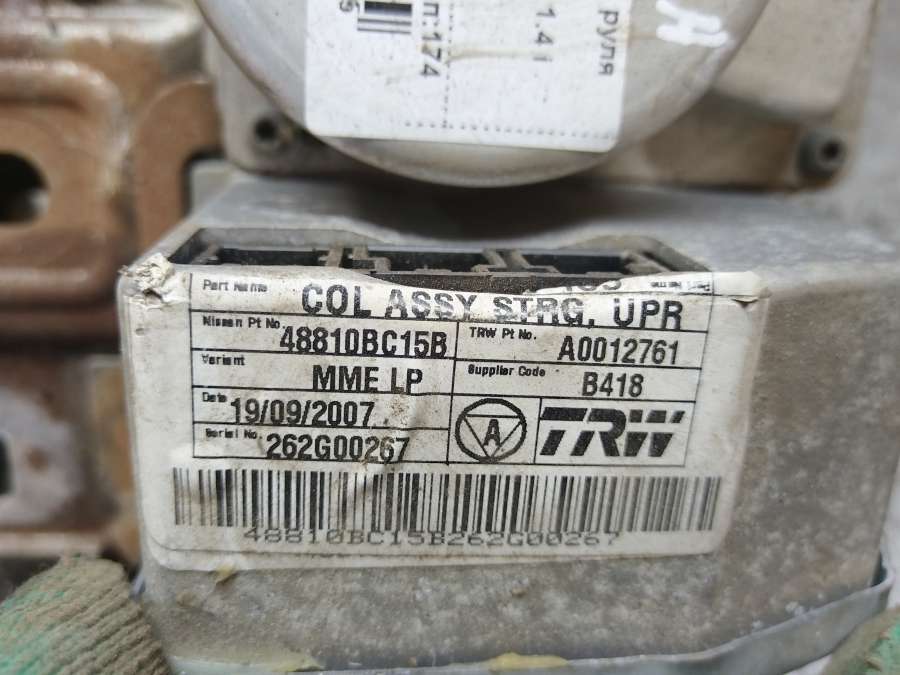 руля
1.4 i
174
Part Name COL ASSY STRG, UPR
Nissan Pt No. 48810BC15B
TRW Pt No. A0012761
Variant MME LP
Supplier Code B418
Date 19/09/2007
Serial No. 262G00267
A
TRW
48810BC15B262G00267